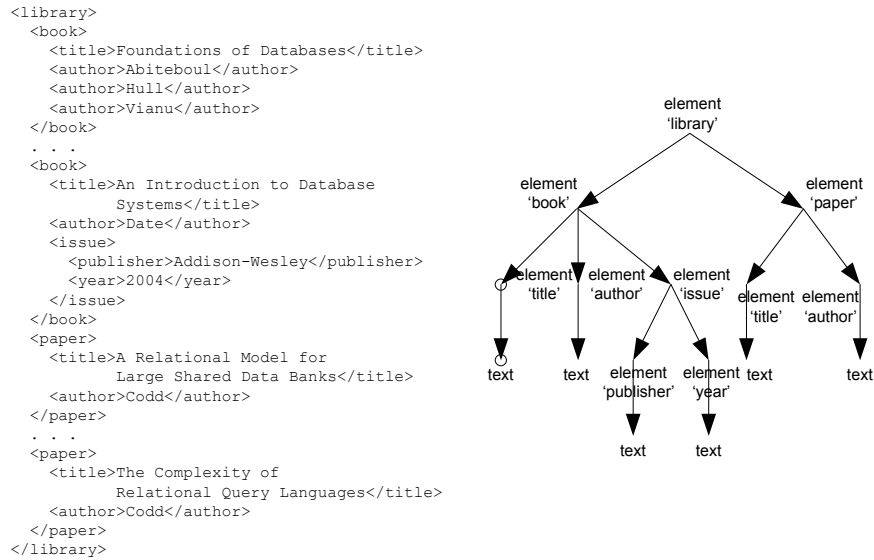 <library>
  <book>
    <title>Foundations of Databases</title>
    <author>Abiteboul</author>
    <author>Hull</author>
    <author>Vianu</author>
  </book>
  . . .
  <book>
    <title>An Introduction to Database
           Systems</title>
    <author>Date</author>
    <issue>
      <publisher>Addison-Wesley</publisher>
      <year>2004</year>
    </issue>
  </book>
  <paper>
    <title>A Relational Model for
           Large Shared Data Banks</title>
    <author>Codd</author>
  </paper>
  . . .
  <paper>
    <title>The Complexity of
           Relational Query Languages</title>
    <author>Codd</author>
  </paper>
</library>
element
‘library’
element
‘book’
element
‘paper’
element
‘title’
element
‘author’
element
‘issue’
element
‘title’
element
‘author’
text
text
element
‘publisher’
element
‘year’
text
text
text
text